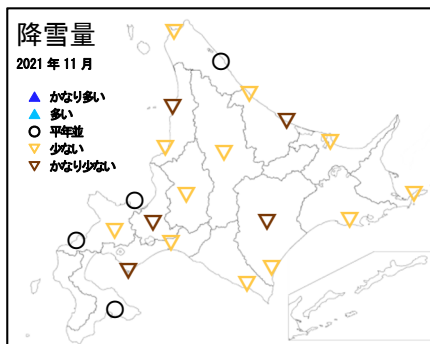 降雪量
2021 年 11 月
かなり多い
多い
平年並
少ない
かなり少ない